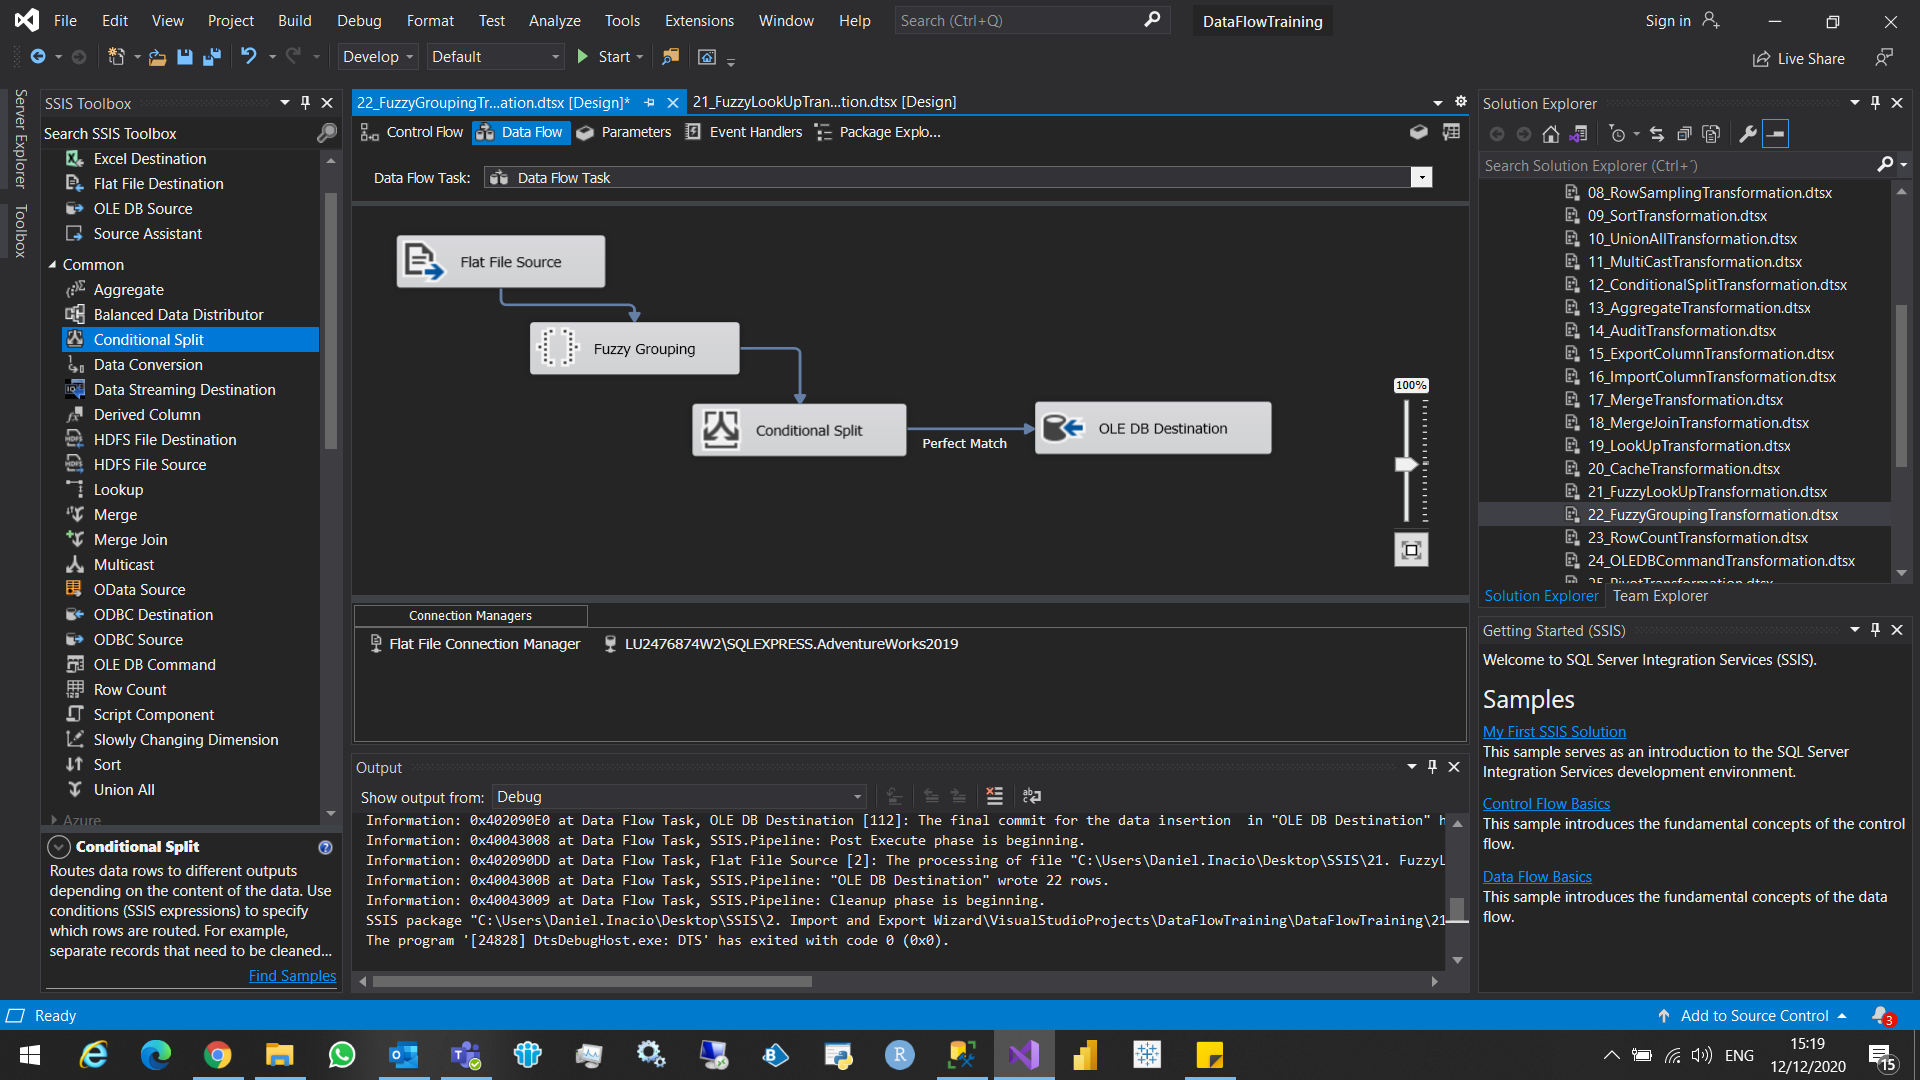 File Edit View Project Build Debug Format Test Analyze Tools Extensions Window Help Search (Ctrl+Q) DataFlowTraining Sign in
Develop Default Start Live Share
Server Explorer
Toolbox
SSIS Toolbox
Search SSIS Toolbox
Excel Destination
Flat File Destination
OLE DB Source
Source Assistant
Common
Aggregate
Balanced Data Distributor
Conditional Split
Data Conversion
Data Streaming Destination
Derived Column
HDFS File Destination
HDFS File Source
Lookup
Merge
Merge Join
Multicast
OData Source
ODBC Destination
ODBC Source
OLE DB Command
Row Count
Script Component
Slowly Changing Dimension
Sort
Union All
Azure
Conditional Split
Routes data rows to different outputs
depending on the content of the data. Use
conditions (SSIS expressions) to specify
which rows are routed. For example,
separate records that need to be cleaned...
Find Samples
22_FuzzyGroupingTr...ation.dtsx [Design]* 21_FuzzyLookUpTran...tion.dtsx [Design]
Control Flow Data Flow Parameters Event Handlers Package Explo...
Data Flow Task: Data Flow Task
Flat File Source
Fuzzy Grouping
Conditional Split
Perfect Match
OLE DB Destination
100%
Connection Managers
Flat File Connection Manager LU2476874W2\SQLEXPRESS.AdventureWorks2019
Output
Show output from: Debug
Information: 0x402090E0 at Data Flow Task, OLE DB Destination [112]: The final commit for the data insertion  in "OLE DB Destination" h
Information: 0x40043008 at Data Flow Task, SSIS.Pipeline: Post Execute phase is beginning.
Information: 0x402090DD at Data Flow Task, Flat File Source [2]: The processing of file "C:\Users\Daniel.Inacio\Desktop\SSIS\21. FuzzyL
Information: 0x4004300B at Data Flow Task, SSIS.Pipeline: "OLE DB Destination" wrote 22 rows.
Information: 0x40043009 at Data Flow Task, SSIS.Pipeline: Cleanup phase is beginning.
SSIS package "C:\Users\Daniel.Inacio\Desktop\SSIS\2. Import and Export Wizard\VisualStudioProjects\DataFlowTraining\DataFlowTraining\21
The program '[24828] DtsDebugHost.exe: DTS' has exited with code 0 (0x0).
Solution Explorer
Search Solution Explorer (Ctrl+´)
08_RowSamplingTransformation.dtsx
09_SortTransformation.dtsx
10_UnionAllTransformation.dtsx
11_MultiCastTransformation.dtsx
12_ConditionalSplitTransformation.dtsx
13_AggregateTransformation.dtsx
14_AuditTransformation.dtsx
15_ExportColumnTransformation.dtsx
16_ImportColumnTransformation.dtsx
17_MergeTransformation.dtsx
18_MergeJoinTransformation.dtsx
19_LookUpTransformation.dtsx
20_CacheTransformation.dtsx
21_FuzzyLookUpTransformation.dtsx
22_FuzzyGroupingTransformation.dtsx
23_RowCountTransformation.dtsx
24_OLEDBCommandTransformation.dtsx
25_PivotTransformation.dtsx
Solution Explorer Team Explorer
Getting Started (SSIS)
Welcome to SQL Server Integration Services (SSIS).
Samples
My First SSIS Solution
This sample serves as an introduction to the SQL Server
Integration Services development environment.
Control Flow Basics
This sample introduces the fundamental concepts of the control
flow.
Data Flow Basics
This sample introduces the fundamental concepts of the data
flow.
Ready Add to Source Control 3
ENG 15:19
12/12/2020
15